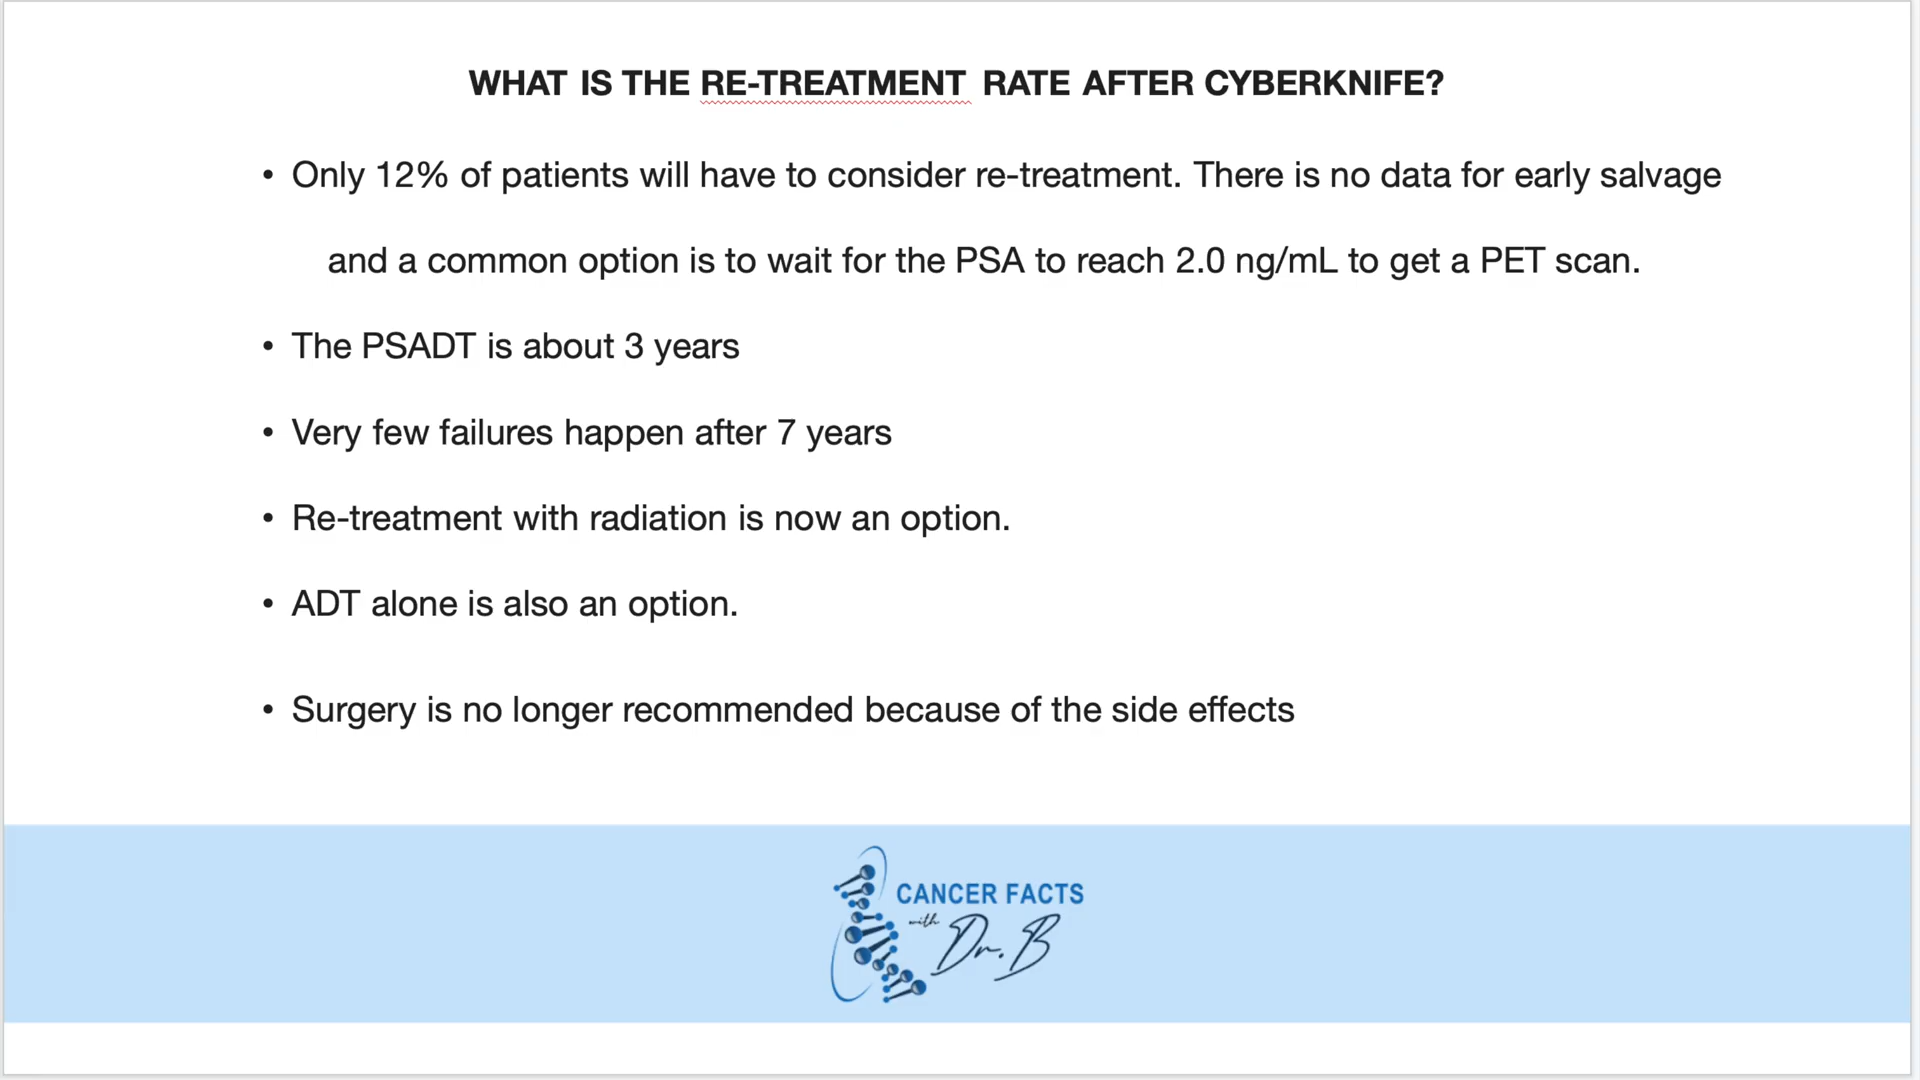 WHAT IS THE RE-TREATMENT RATE AFTER CYBERKNIFE?
• Only 12% of patients will have to consider re-treatment. There is no data for early salvage
and a common option is to wait for the PSA to reach 2.0 ng/mL to get a PET scan.
• The PSADT is about 3 years
• Very few failures happen after 7 years
• Re-treatment with radiation is now an option.
• ADT alone is also an option.
• Surgery is no longer recommended because of the side effects
CANCER FACTS
with Dr. B